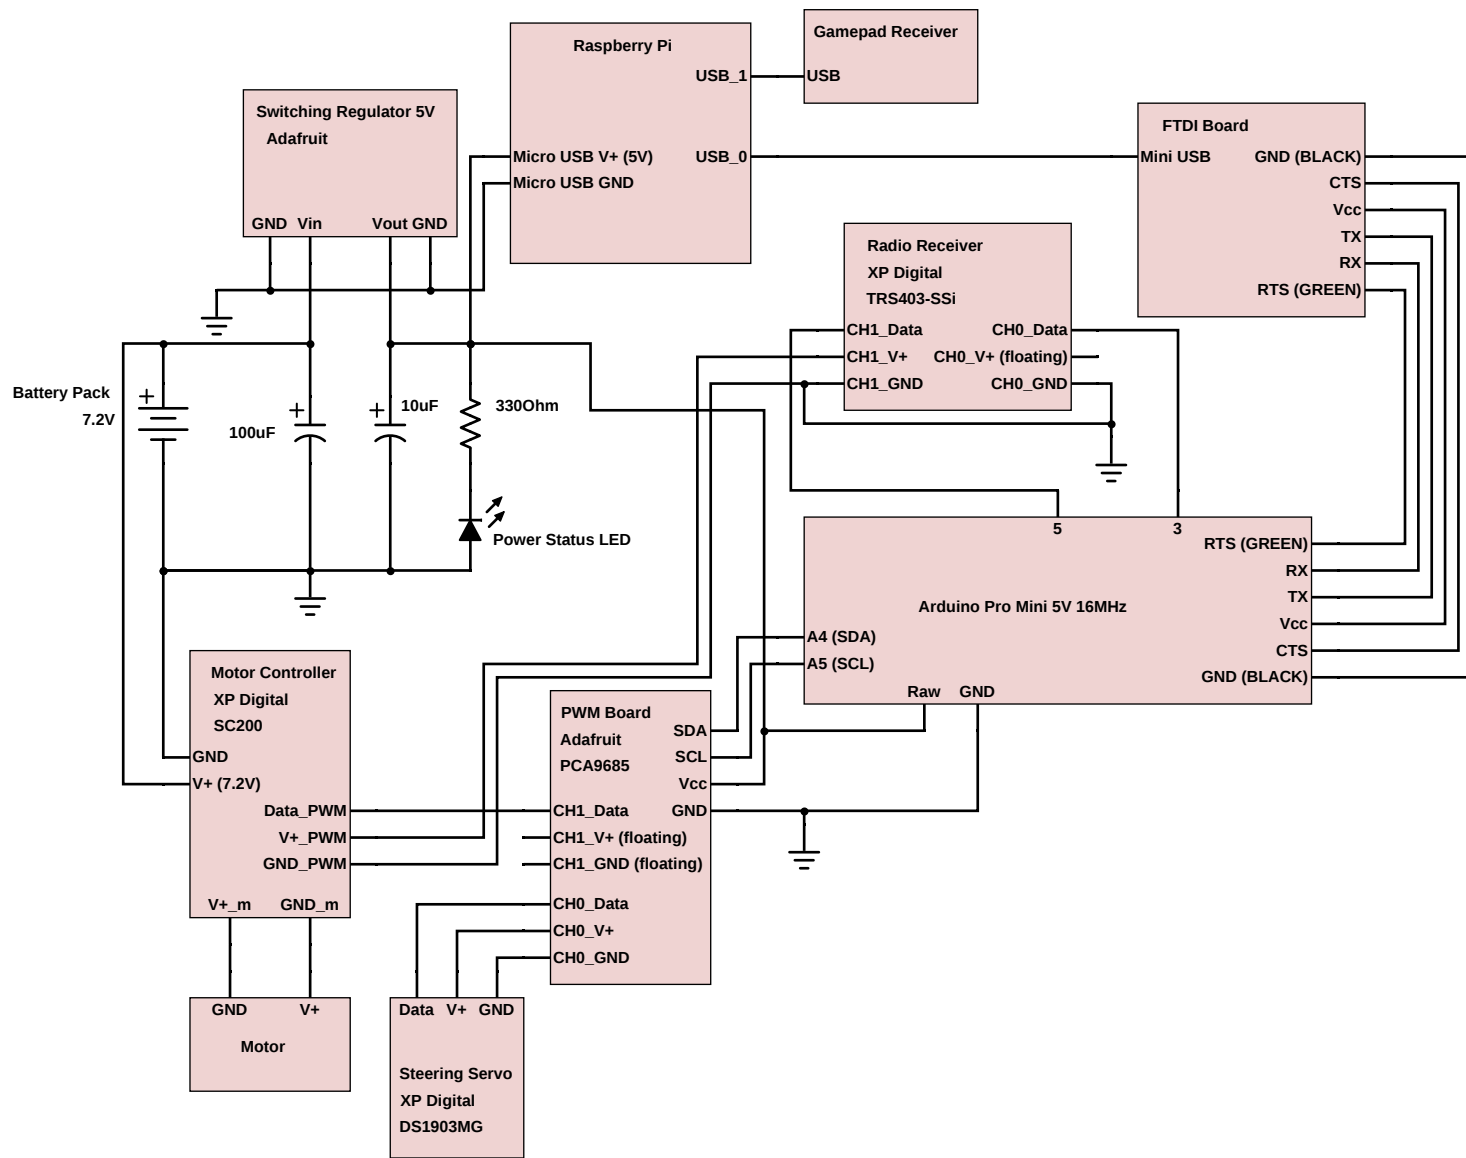 Gamepad Receiver
USB
Raspberry Pi
USB_1
Micro USB V+ (5V)
USB_0
Micro USB GND
Switching Regulator 5V
Adafruit
GND Vin
Vout GND
FTDI Board
Mini USB
GND (BLACK)
CTS
Vcc
TX
RX
RTS (GREEN)
Radio Receiver
XP Digital
TRS403-SSi
CH1_Data
CH0_Data
CH1_V+
CH0_V+ (floating)
CH1_GND
CH0_GND
Battery Pack
7.2V
100uF
10uF
330Ohm
Power Status LED
5
3
RTS (GREEN)
RX
TX
Vcc
CTS
GND (BLACK)
Arduino Pro Mini 5V 16MHz
A4 (SDA)
A5 (SCL)
Raw GND
Motor Controller
XP Digital
SC200
GND
V+ (7.2V)
Data_PWM
V+_PWM
GND_PWM
V+_m GND_m
PWM Board
Adafruit
PCA9685
SDA
SCL
Vcc
GND
CH1_Data
CH1_V+ (floating)
CH1_GND (floating)
CH0_Data
CH0_V+
CH0_GND
GND V+
Motor
Data V+ GND
Steering Servo
XP Digital
DS1903MG